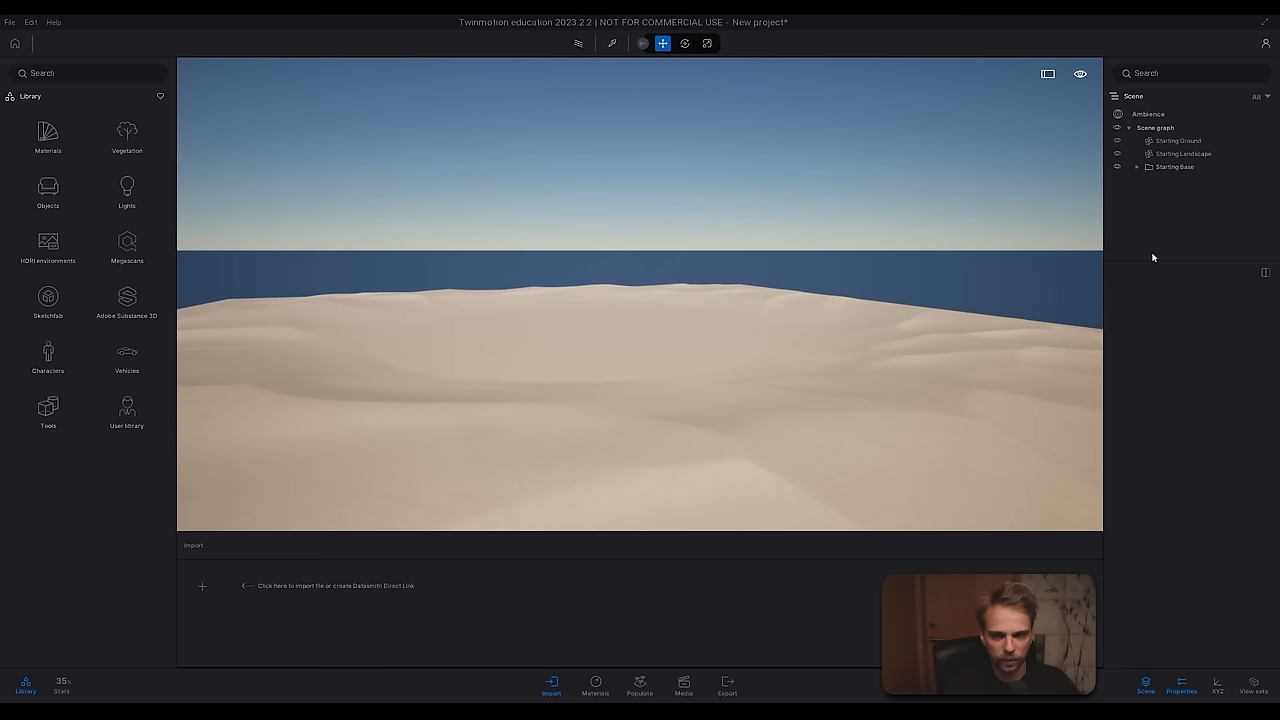 File Edit Help
Twinmotion education 2023.2.2 | NOT FOR COMMERCIAL USE - New project*
Search
Library
Materials
Vegetation
Objects
Lights
HDRI environments
Megascans
Sketchfab
Adobe Substance 3D
Characters
Vehicles
Tools
User library
Search
Scene
All
Ambience
Scene graph
Starting Ground
Starting Landscape
Starting Base
Import
Click here to import file or create Datasmith Direct Link
Library
35%
Stats
Import
Materials
Populate
Media
Export
Scene
Properties
XYZ
View sets